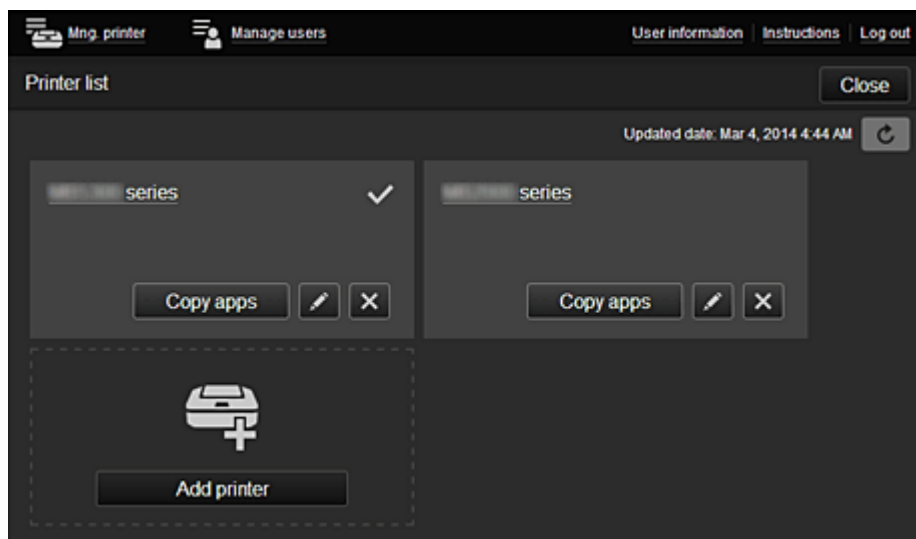 Mng. printer Manage users User information Instructions Log out
Printer list Close
Updated date: Mar 4, 2014 4:44 AM
series series
Copy apps Copy apps
Add printer